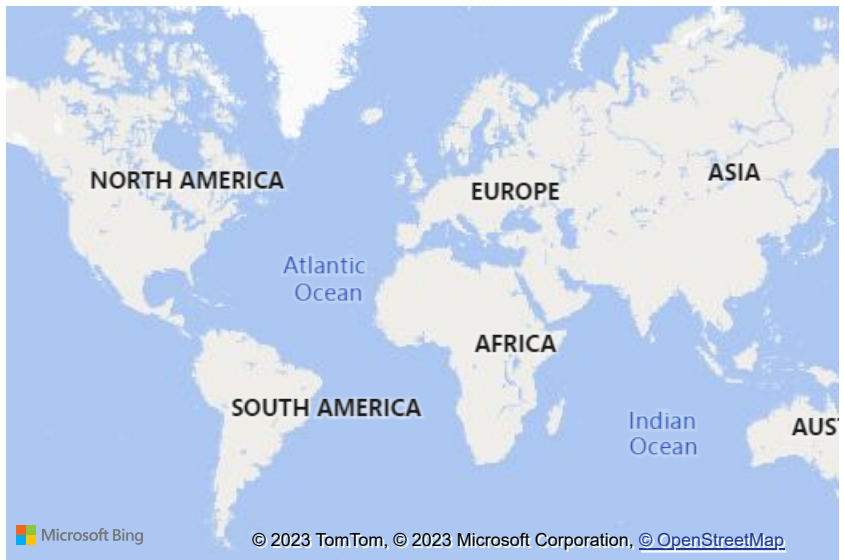 NORTH AMERICA
EUROPE
ASIA
Atlantic
Ocean
AFRICA
SOUTH AMERICA
Indian
Ocean
AUS
Microsoft Bing
© 2023 TomTom, © 2023 Microsoft Corporation, © OpenStreetMap